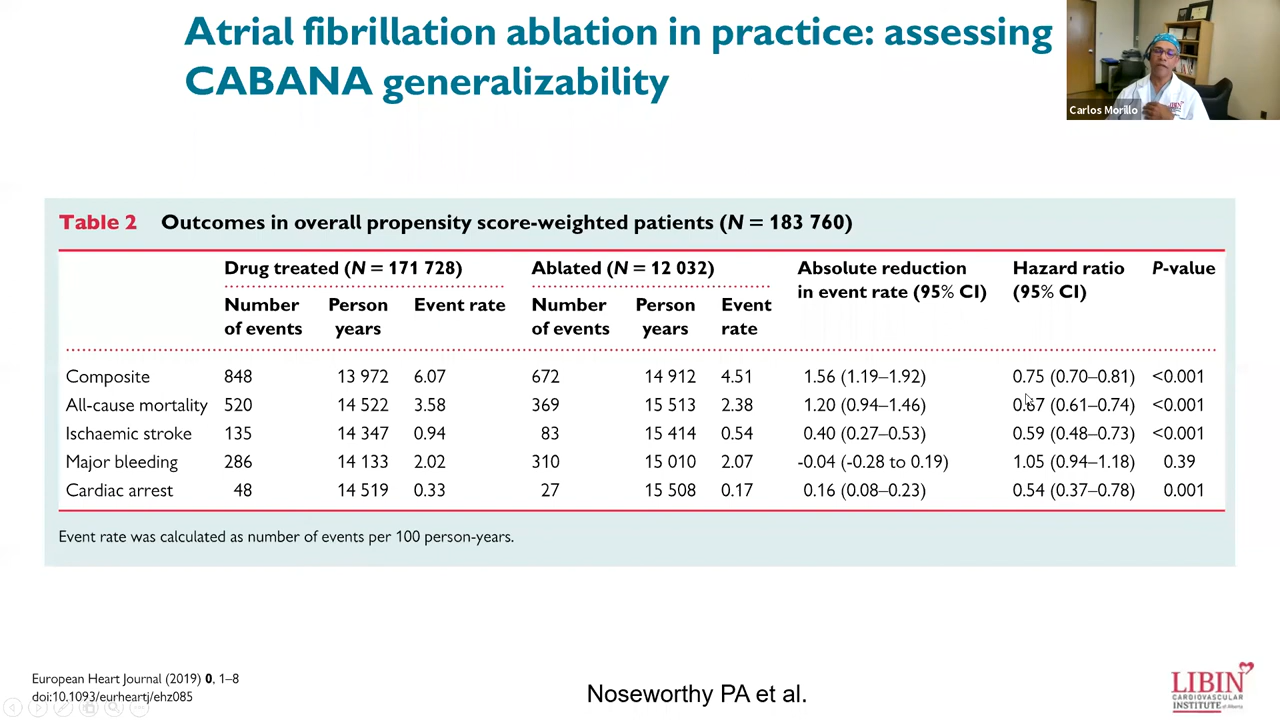 Atrial fibrillation ablation in practice: assessing
CABANA generalizability
Carlos Morillo
Table 2 Outcomes in overall propensity score-weighted patients (N = 183 760)
Drug treated (N = 171 728) Ablated (N = 12 032) Absolute reduction Hazard ratio P-value
in event rate (95% CI) (95% CI)
Number Person Event rate Number Person Event
of events years of events years rate
Composite 848 13 972 6.07 672 14 912 4.51 1.56 (1.19–1.92) 0.75 (0.70–0.81) <0.001
All-cause mortality 520 14 522 3.58 369 15 513 2.38 1.20 (0.94–1.46) 0.67 (0.61–0.74) <0.001
Ischaemic stroke 135 14 347 0.94 83 15 414 0.54 0.40 (0.27–0.53) 0.59 (0.48–0.73) <0.001
Major bleeding 286 14 133 2.02 310 15 010 2.07 -0.04 (-0.28 to 0.19) 1.05 (0.94–1.18) 0.39
Cardiac arrest 48 14 519 0.33 27 15 508 0.17 0.16 (0.08–0.23) 0.54 (0.37–0.78) 0.001
Event rate was calculated as number of events per 100 person-years.
European Heart Journal (2019) 0, 1–8
doi:10.1093/eurheartj/ehz085
Noseworthy PA et al.
LIBIN
CARDIOVASCULAR
INSTITUTE of Alberta